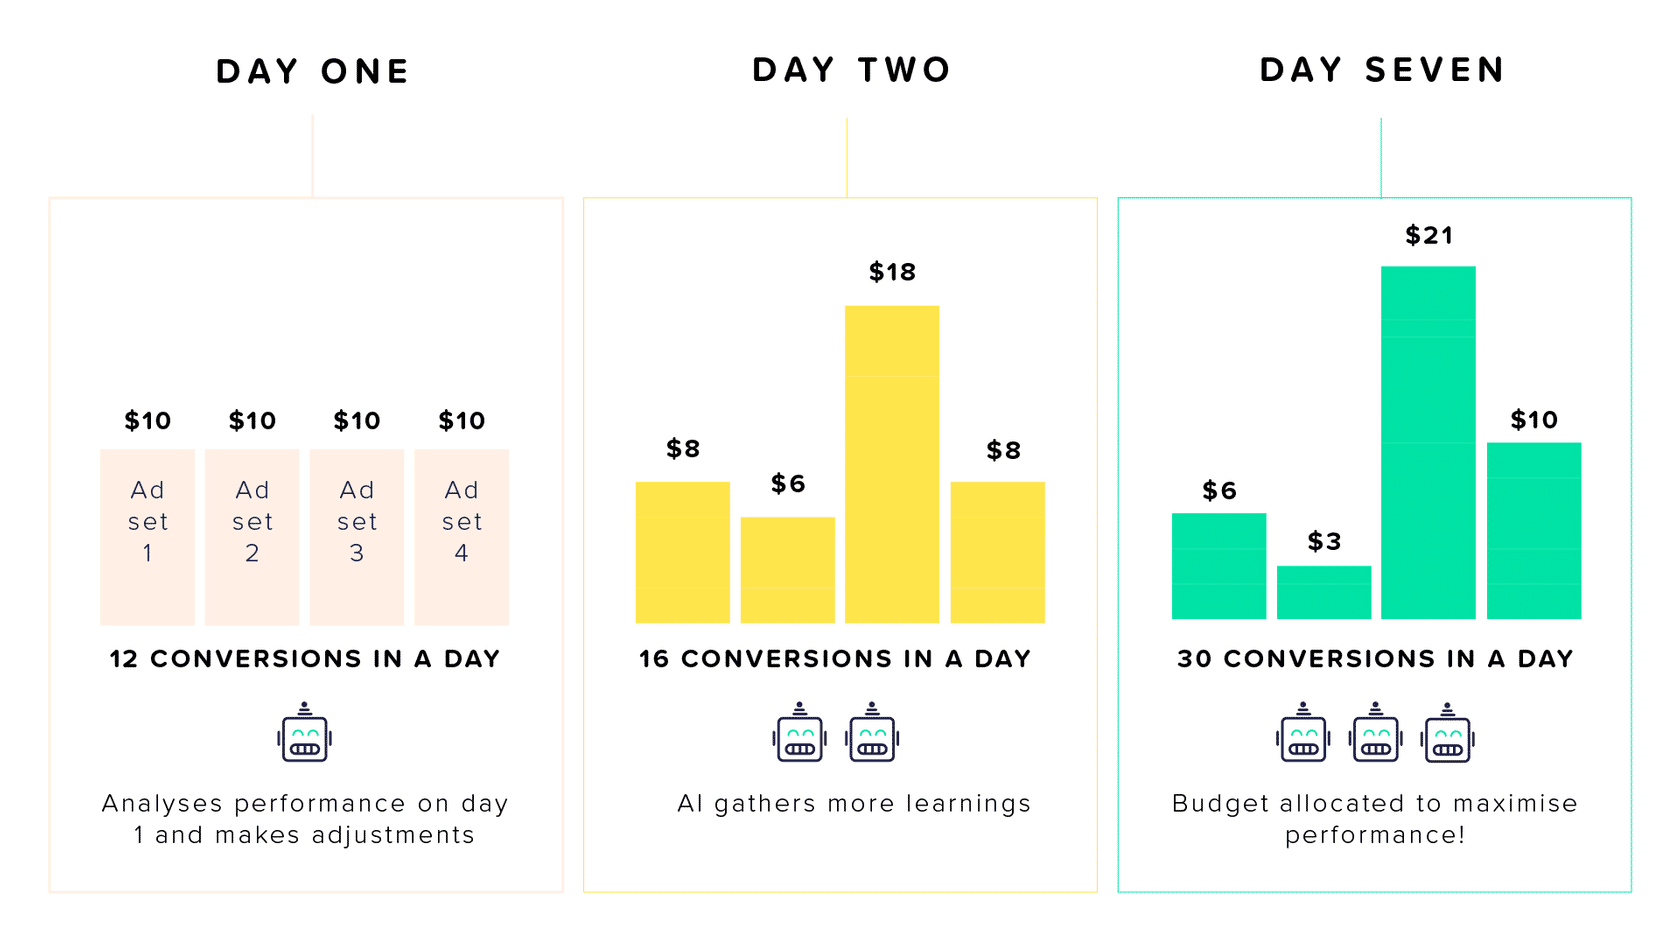 DAY ONE
DAY TWO
DAY SEVEN
$10
$10
$10
$10
Ad
set
1
Ad
set
2
Ad
set
3
Ad
set
4
12 CONVERSIONS IN A DAY
Analyses performance on day
1 and makes adjustments
$8
$6
$18
$8
16 CONVERSIONS IN A DAY
AI gathers more learnings
$6
$3
$21
$10
30 CONVERSIONS IN A DAY
Budget allocated to maximise
performance!